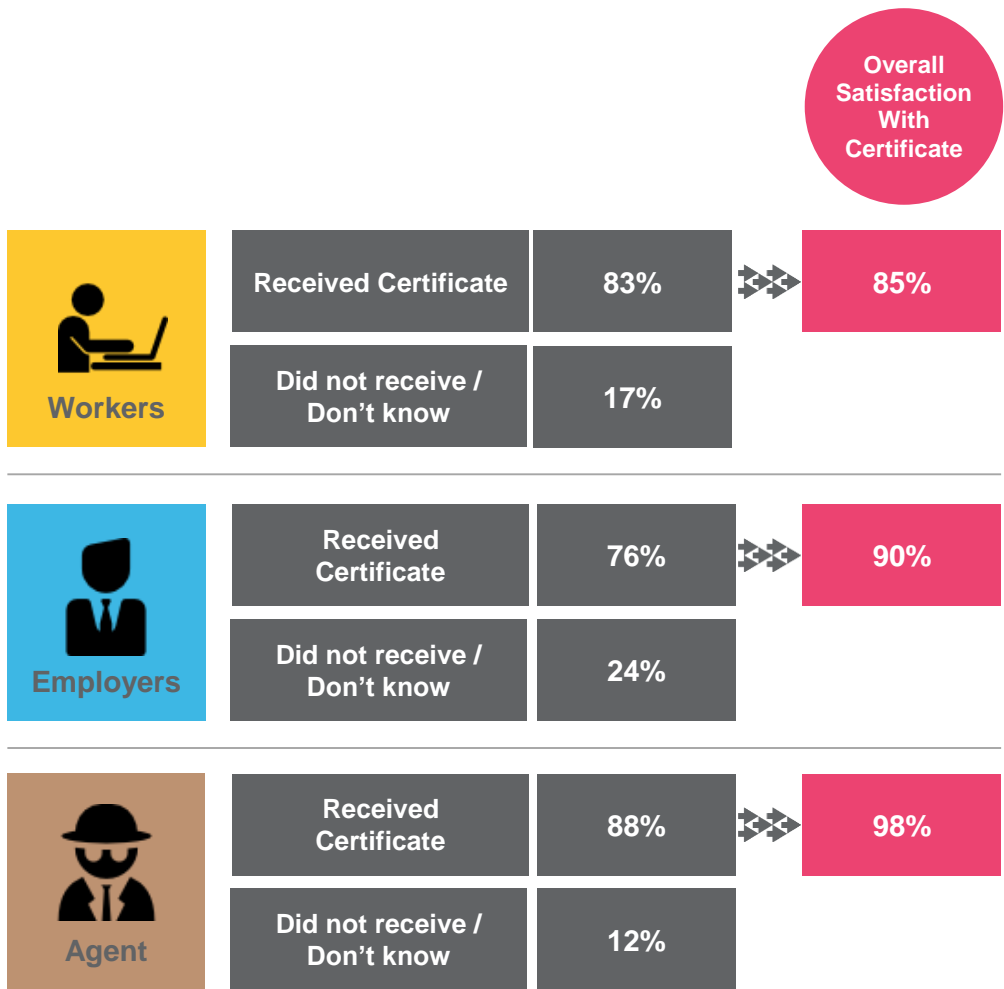 Overall
Satisfaction
With
Certificate
Received Certificate
83%
85%
Workers
Did not receive /
Don't know
17%
Received
Certificate
76%
90%
Employers
Did not receive /
Don't know
24%
Received
Certificate
88%
98%
Agent
Did not receive /
Don't know
12%